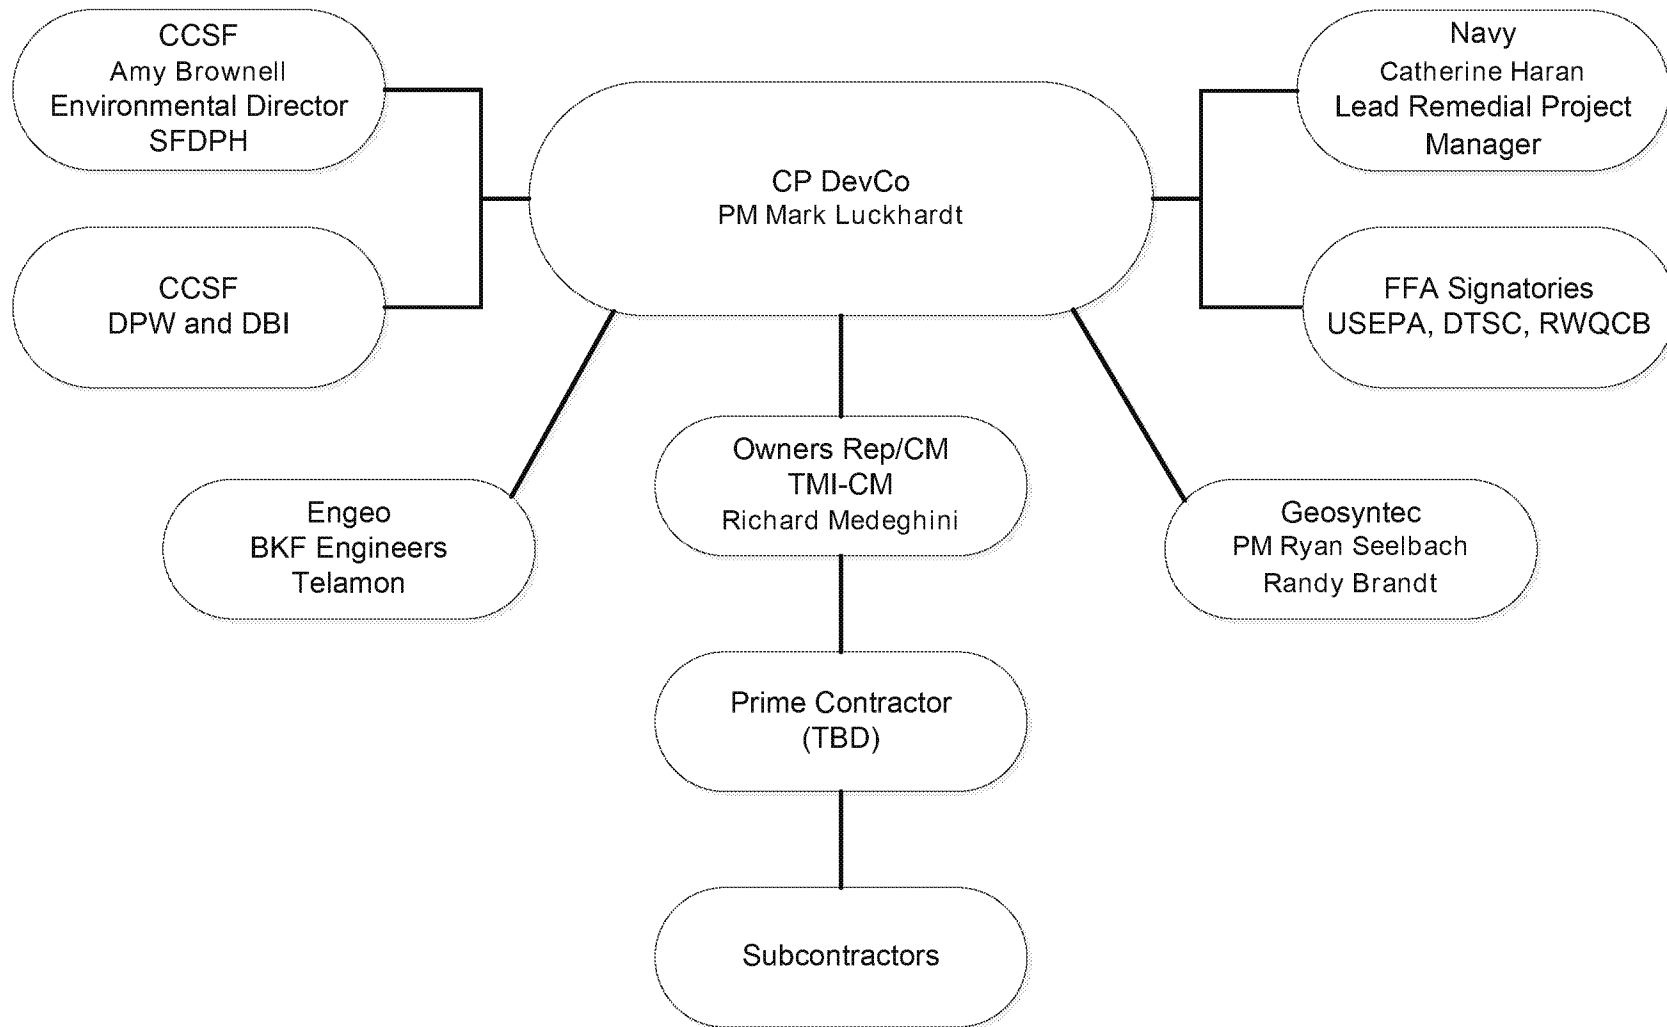 CCSF
Amy Brownell
Environmental Director
SFDPH
CCSF
DPW and DBI
CP DevCo
PM Mark Luckhardt
Navy
Catherine Haran
Lead Remedial Project
Manager
FFA Signatories
USEPA, DTSC, RWQCB
Engeo
BKF Engineers
Telamon
Owners Rep/CM
TMI-CM
Richard Medeghini
Geosyntec
PM Ryan Seelbach
Randy Brandt
Prime Contractor
(TBD)
Subcontractors